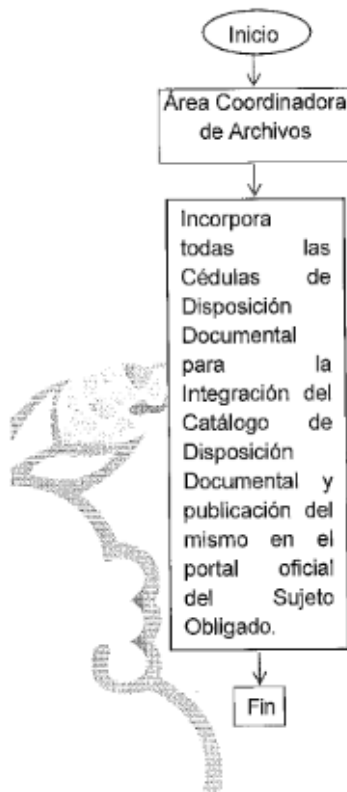 Inicio
Área Coordinadora
de Archivos
Incorpora
todas las
Cédulas de
Disposición
Documental
para la
Integración del
Catálogo de
Disposición
Documental y
publicación del
mismo en el
portal oficial
del Sujeto
Obligado.
Fin